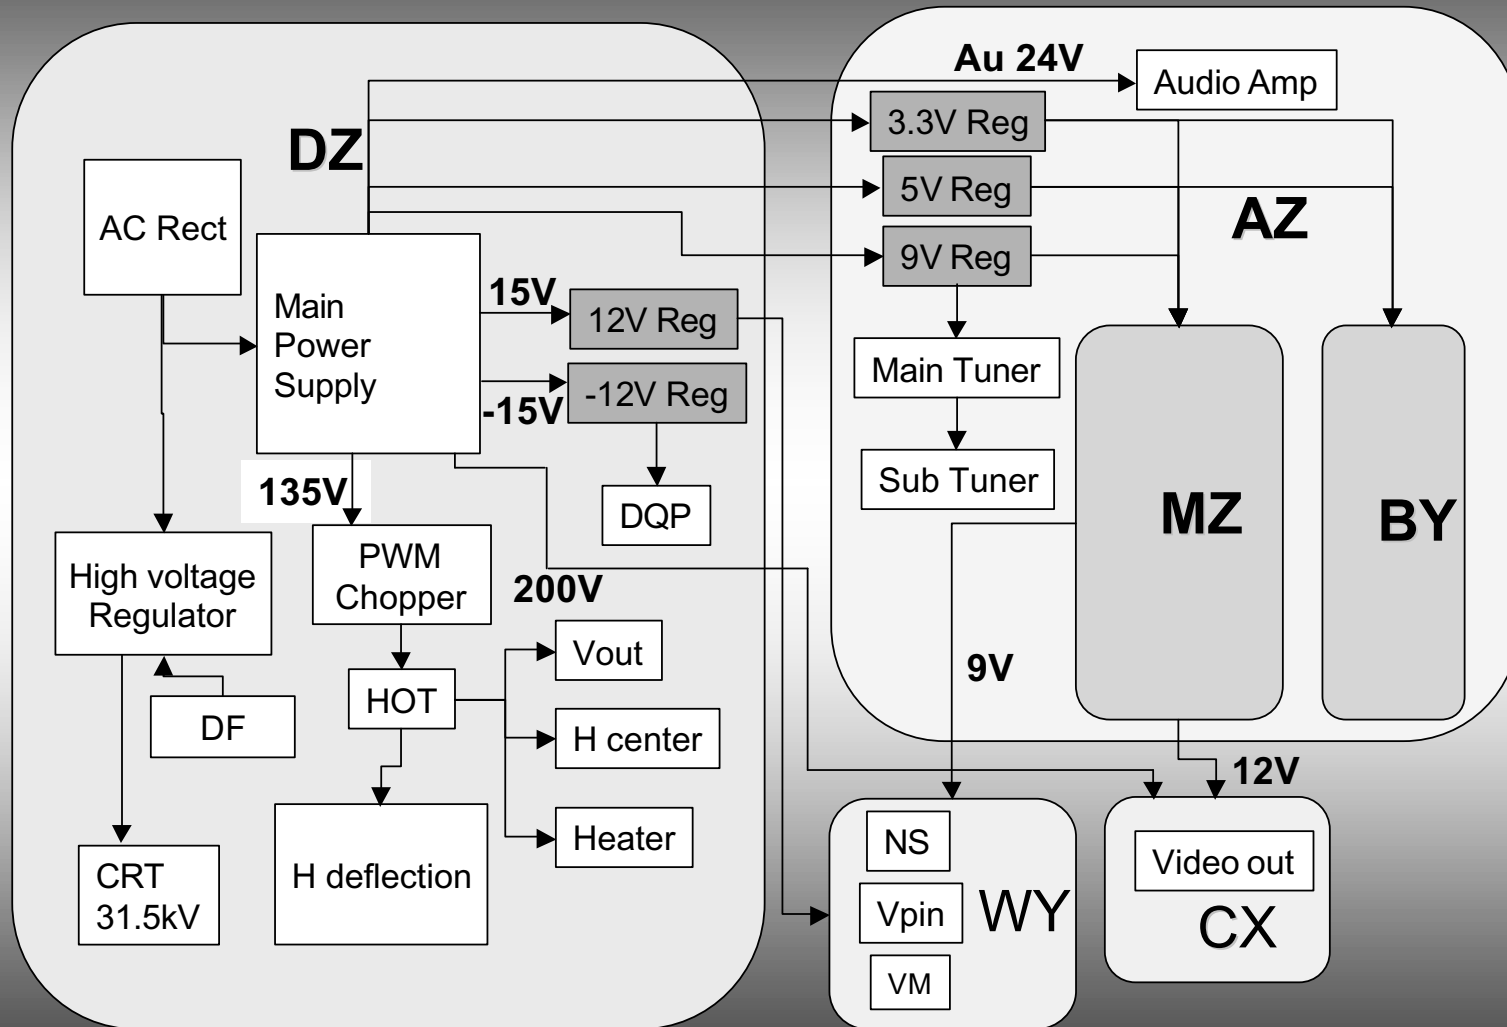 Au 24V
Audio Amp
DZ
3.3V Reg
5V Reg
AZ
AC Rect
9V Reg
15V
12V Reg
Main
Power
Supply
-15V
-12V Reg
Main Tuner
Sub Tuner
135V
DQP
MZ
BY
PWM
Chopper
200V
High voltage
Regulator
Vout
9V
HOT
DF
H center
12V
NS
Heater
Video out
H deflection
CRT
31.5kV
Vpin
WY
CX
VM